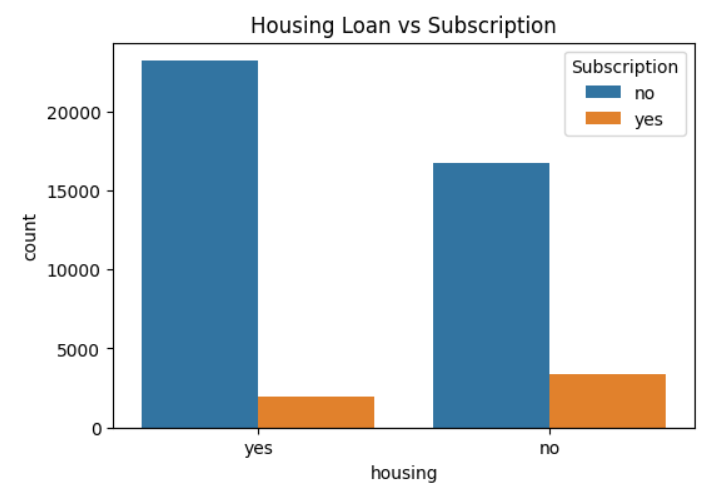 Housing Loan vs Subscription
Subscription
no
yes
20000
15000
10000
5000
0
count
yes
no
housing